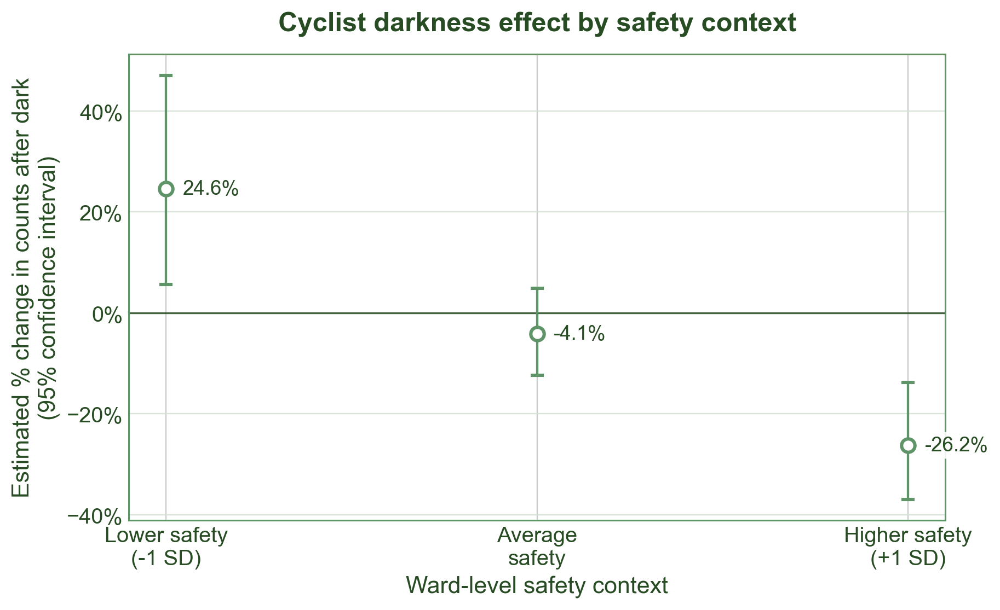 Cyclist darkness effect by safety context
Estimated % change in counts after dark
(95% confidence interval)
40%
20%
0%
−20%
−40%
24.6%
-4.1%
-26.2%
Lower safety
(-1 SD)
Average
safety
Higher safety
(+1 SD)
Ward-level safety context